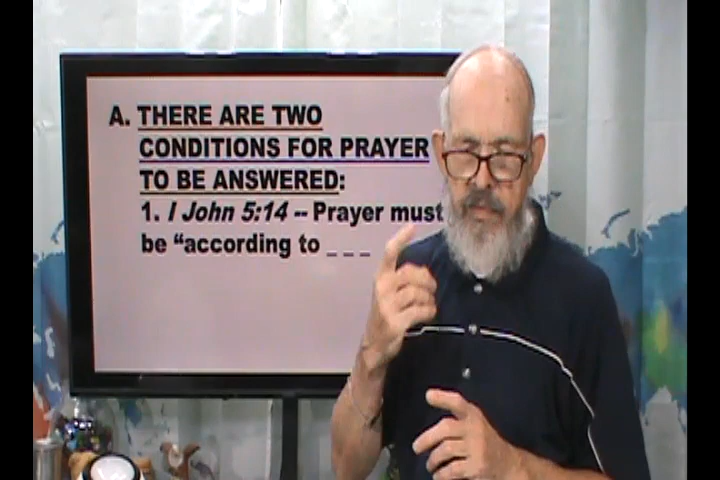 A. THERE ARE TWO
CONDITIONS FOR PRAYER
TO BE ANSWERED:
1. I John 5:14 -- Prayer must
be “according to _ _ _